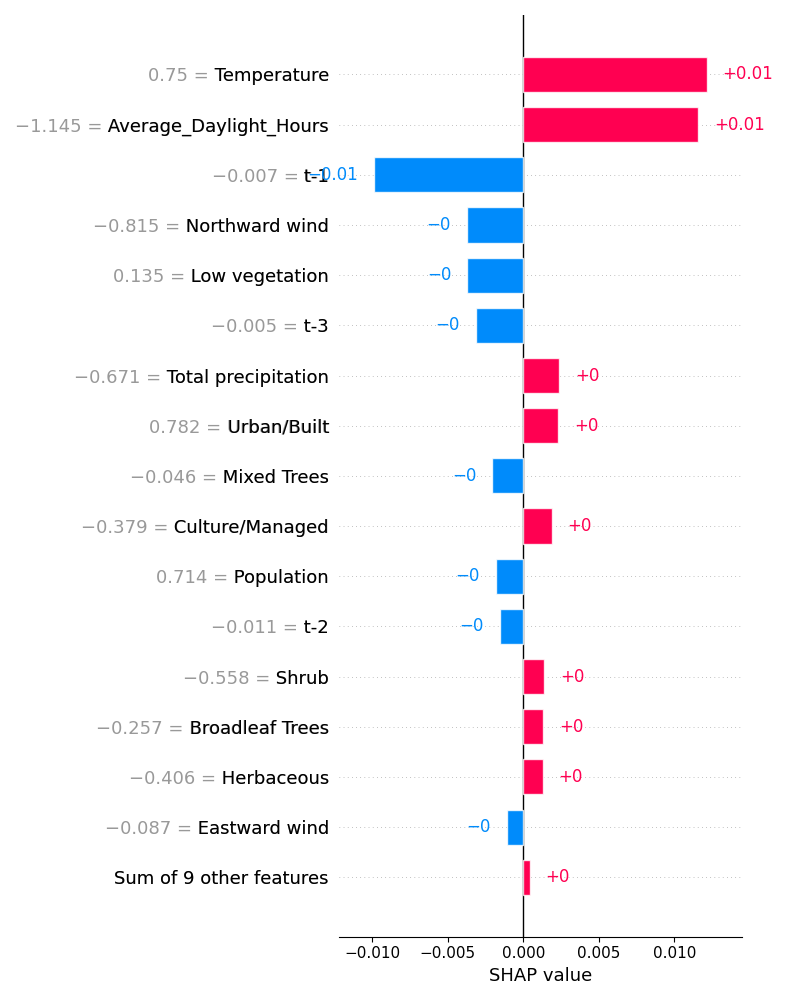 0.75 = Temperature +0.01
−1.145 = Average_Daylight_Hours +0.01
−0.007 = t-1 −0.01
−0.815 = Northward wind −0
0.135 = Low vegetation −0
−0.005 = t-3 −0
−0.671 = Total precipitation +0
0.782 = Urban/Built +0
−0.046 = Mixed Trees −0
−0.379 = Culture/Managed +0
0.714 = Population −0
−0.011 = t-2 −0
−0.558 = Shrub +0
−0.257 = Broadleaf Trees +0
−0.406 = Herbaceous +0
−0.087 = Eastward wind −0
Sum of 9 other features +0
−0.010 −0.005 0.000 0.005 0.010
SHAP value